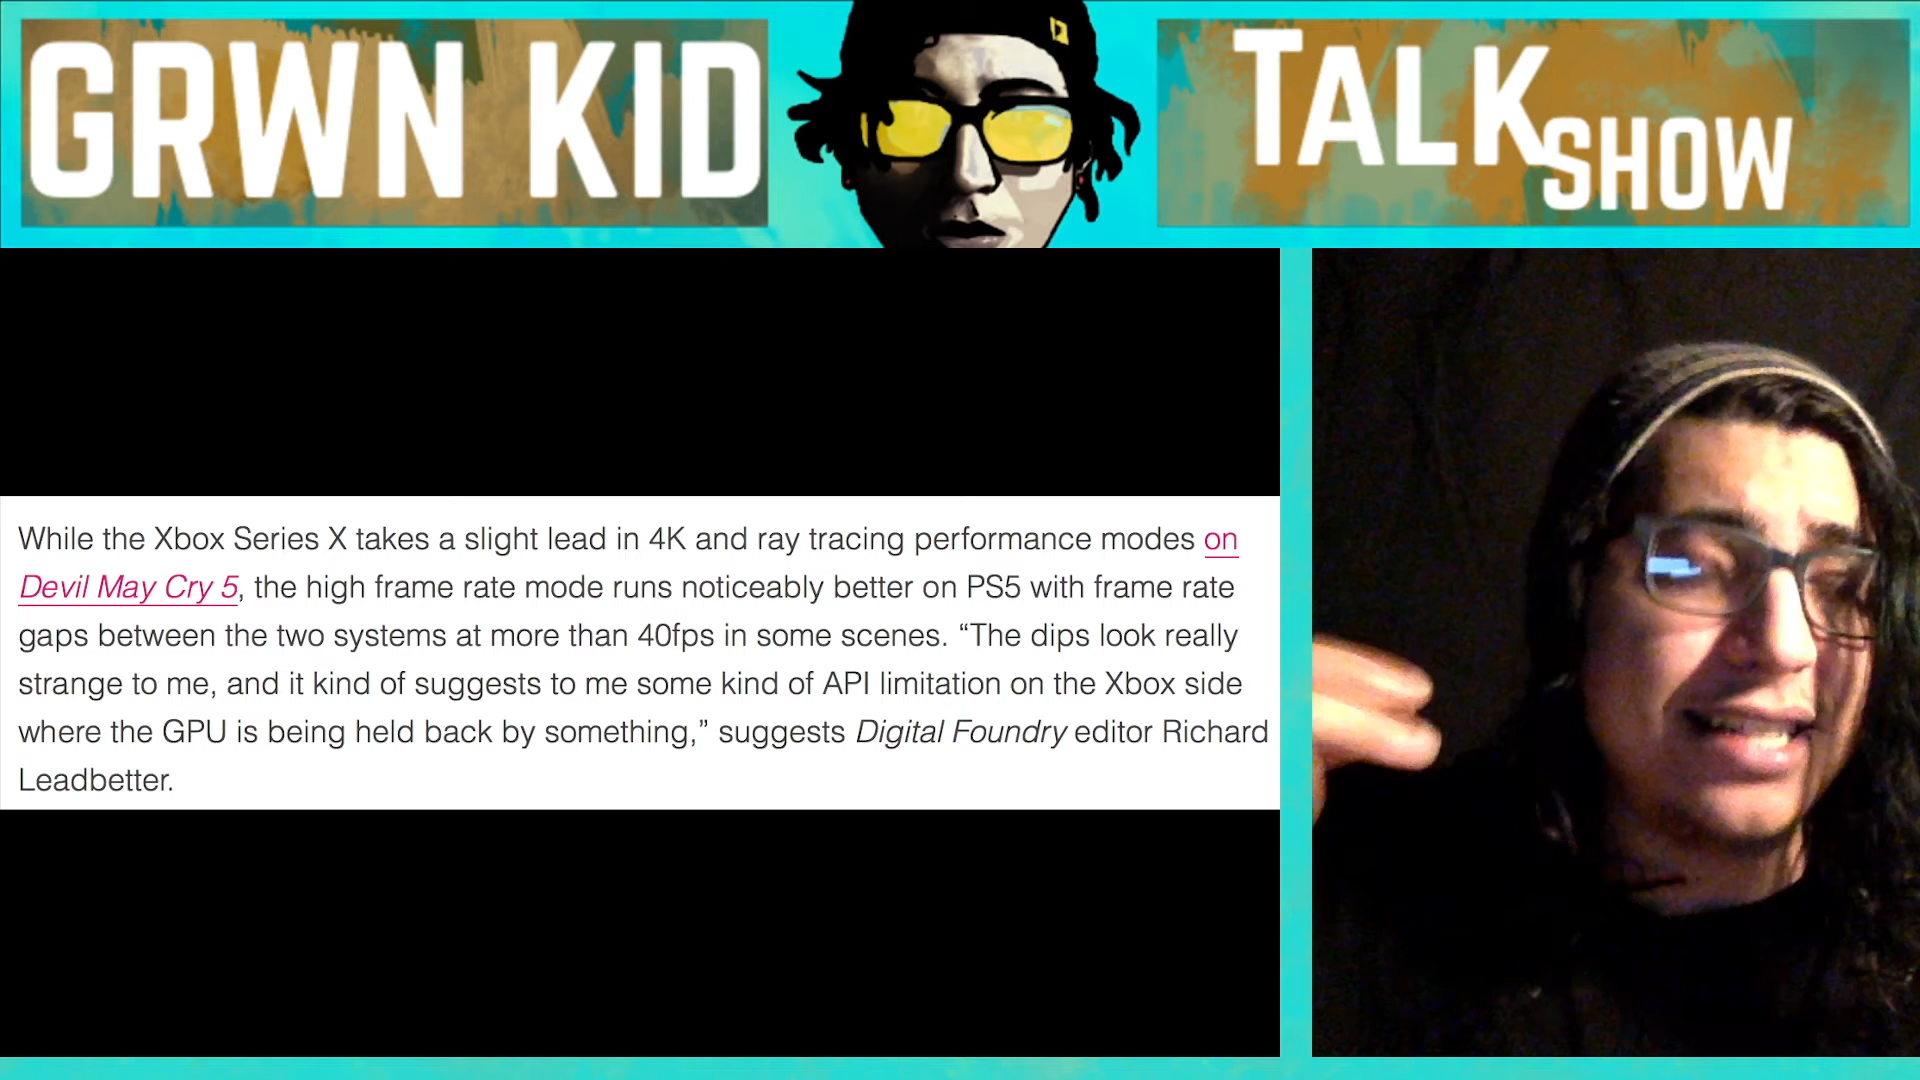 GRWN KID
TALK SHOW
While the Xbox Series X takes a slight lead in 4K and ray tracing performance modes on
Devil May Cry 5, the high frame rate mode runs noticeably better on PS5 with frame rate
gaps between the two systems at more than 40fps in some scenes. “The dips look really
strange to me, and it kind of suggests to me some kind of API limitation on the Xbox side
where the GPU is being held back by something,” suggests Digital Foundry editor Richard
Leadbetter.